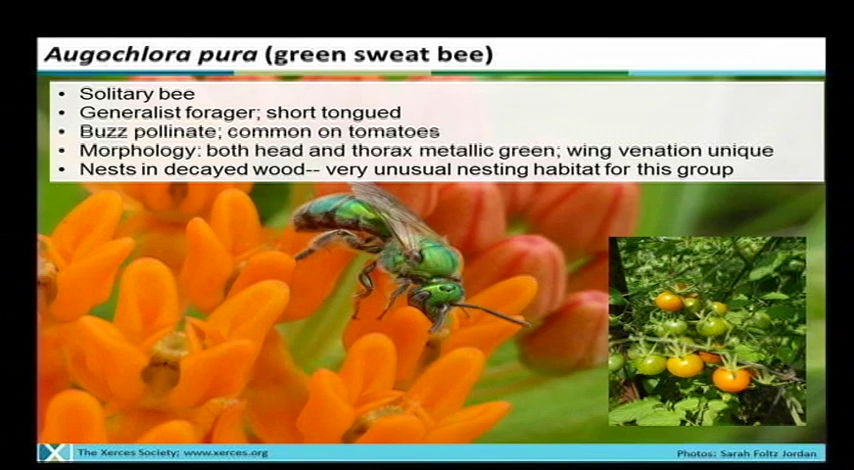 Augochlora pura (green sweat bee)
• Solitary bee
• Generalist forager; short tongued
• Buzz pollinate; common on tomatoes
• Morphology: both head and thorax metallic green; wing venation unique
• Nests in decayed wood-- very unusual nesting habitat for this group
The Xerces Society; www.xerces.org
Photos: Sarah Foltz Jordan